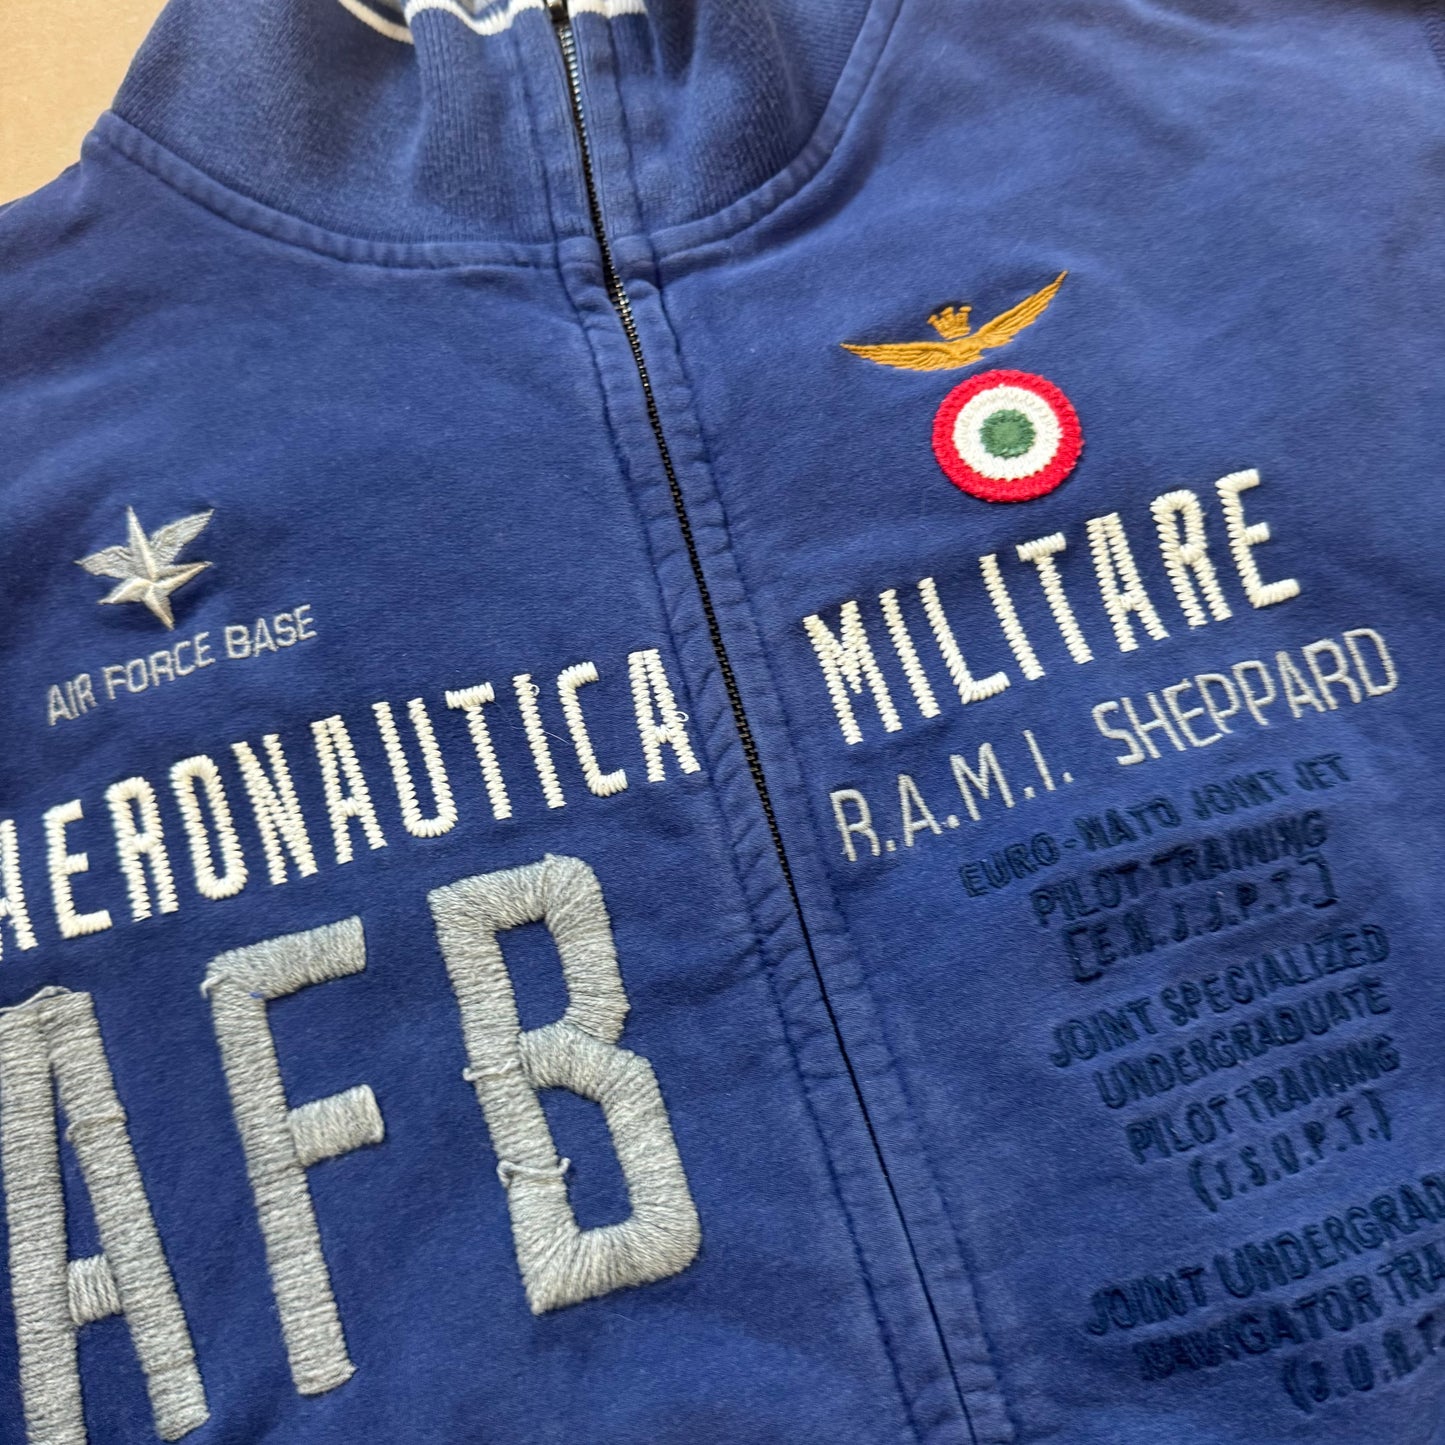 AIR FORCE BASE
AERONAUTICA
AFB
MILITARE
R.A.M.I. SHEPPARD
EURO-NATO JOINT JET
PILOT TRAINING
[E.N.J.J.P.T.]
JOINT SPECIALIZED
UNDERGRADUATE
PILOT TRAINING
(J.S.U.P.T.)
JOINT UNDERGRAD
NAVIGATOR TRA
(J.U.N.T.